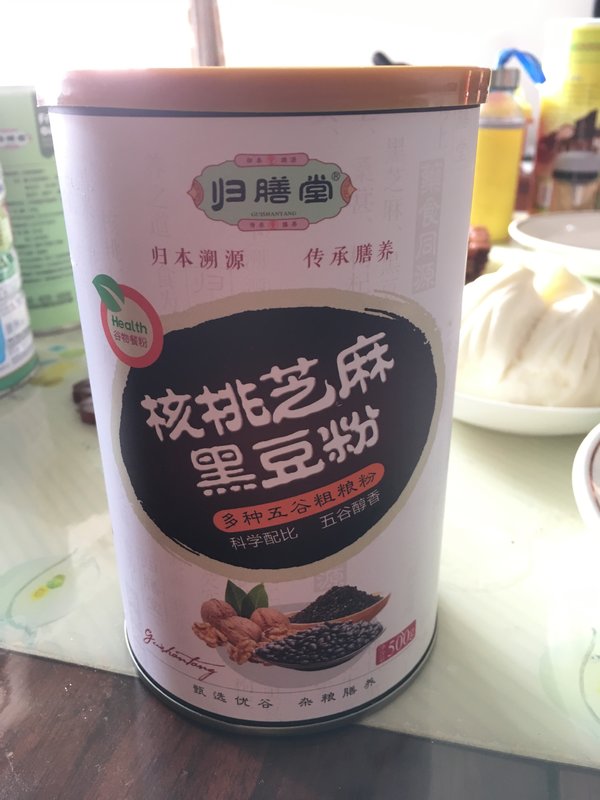 归膳堂®
GUISHANTANG
归本溯源 传承膳养
药食同源
Health
谷物餐粉
核桃芝麻
黑豆粉
多种五谷粗粮粉
科学配比 五谷醇香
500g
Guishantang
甄选优谷 杂粮膳养